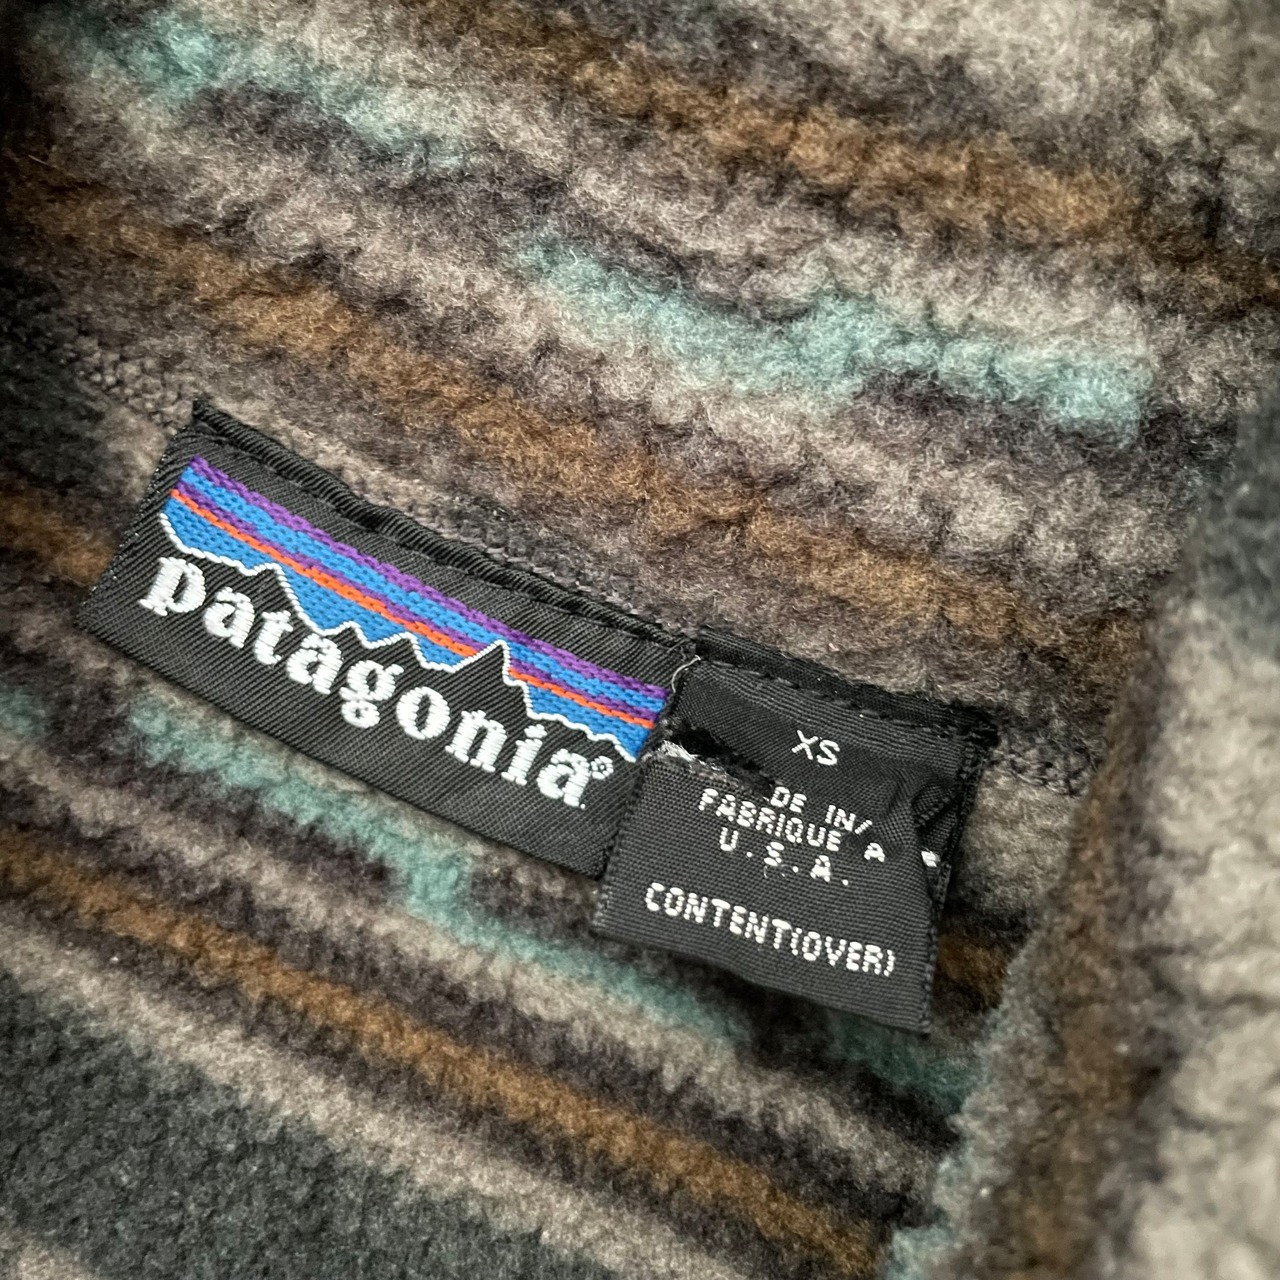 patagonia®
XS
DE IN/
FABRIQUE A
U.S.A.
CONTENT(OVER)